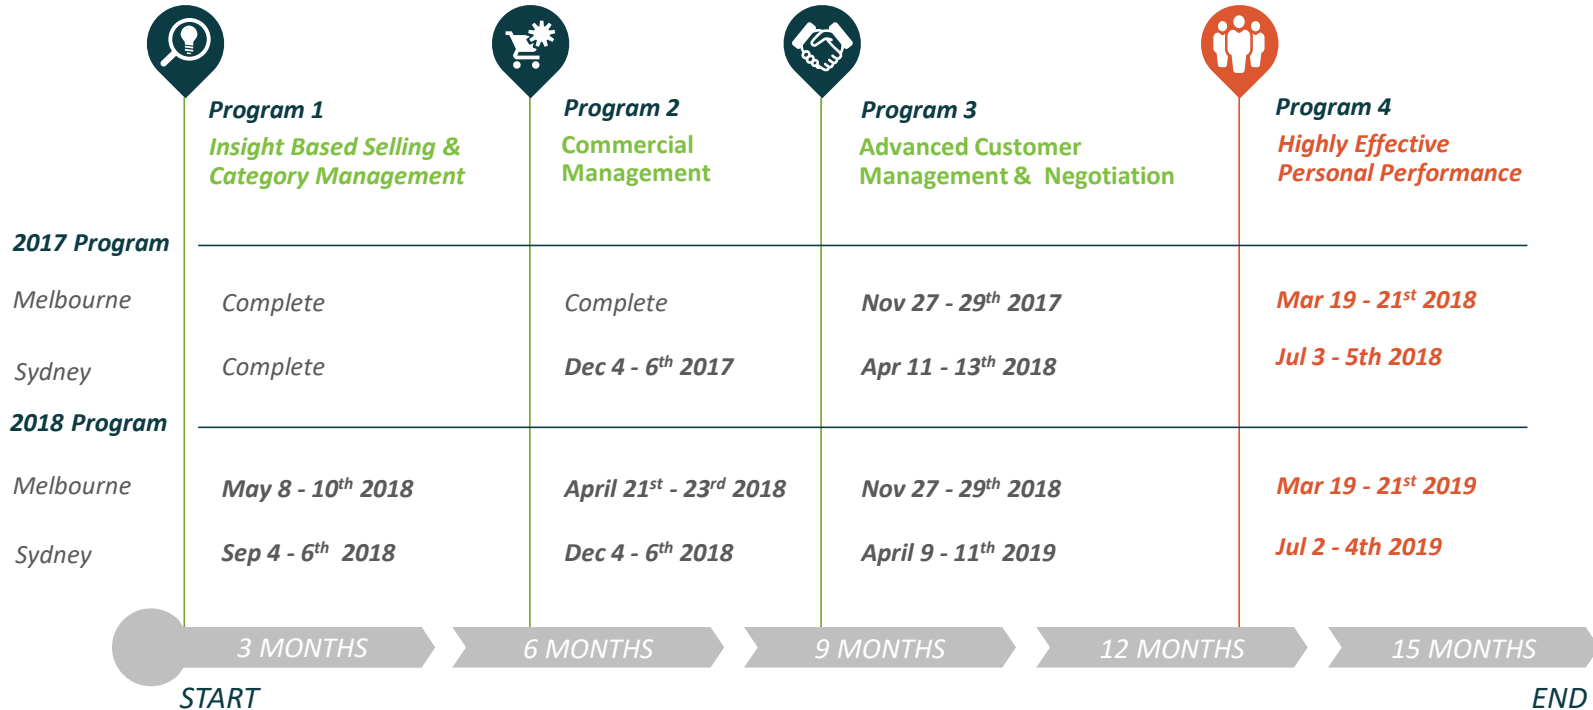 Program 1
Insight Based Selling &
Category Management
Program 2
Commercial
Management
Program 3
Advanced Customer
Management & Negotiation
Program 4
Highly Effective
Personal Performance
2017 Program
Melbourne Complete Complete Nov 27 - 29th 2017 Mar 19 - 21st 2018
Sydney Complete Dec 4 - 6th 2017 Apr 11 - 13th 2018 Jul 3 - 5th 2018
2018 Program
Melbourne May 8 - 10th 2018 April 21st - 23rd 2018 Nov 27 - 29th 2018 Mar 19 - 21st 2019
Sydney Sep 4 - 6th 2018 Dec 4 - 6th 2018 April 9 - 11th 2019 Jul 2 - 4th 2019
3 MONTHS 6 MONTHS 9 MONTHS 12 MONTHS 15 MONTHS
START END